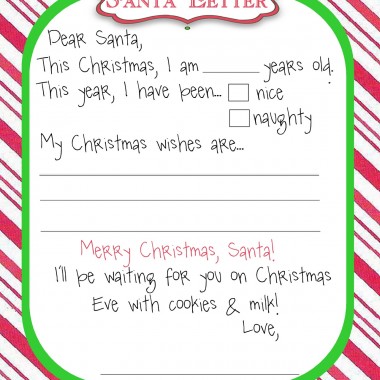 Santa Letter
Dear Santa,
This Christmas, I am ______ years old.
This year, I have been... nice
naughty
My Christmas wishes are...
Merry Christmas, Santa!
I'll be waiting for you on Christmas
Eve with cookies & milk!
Love,